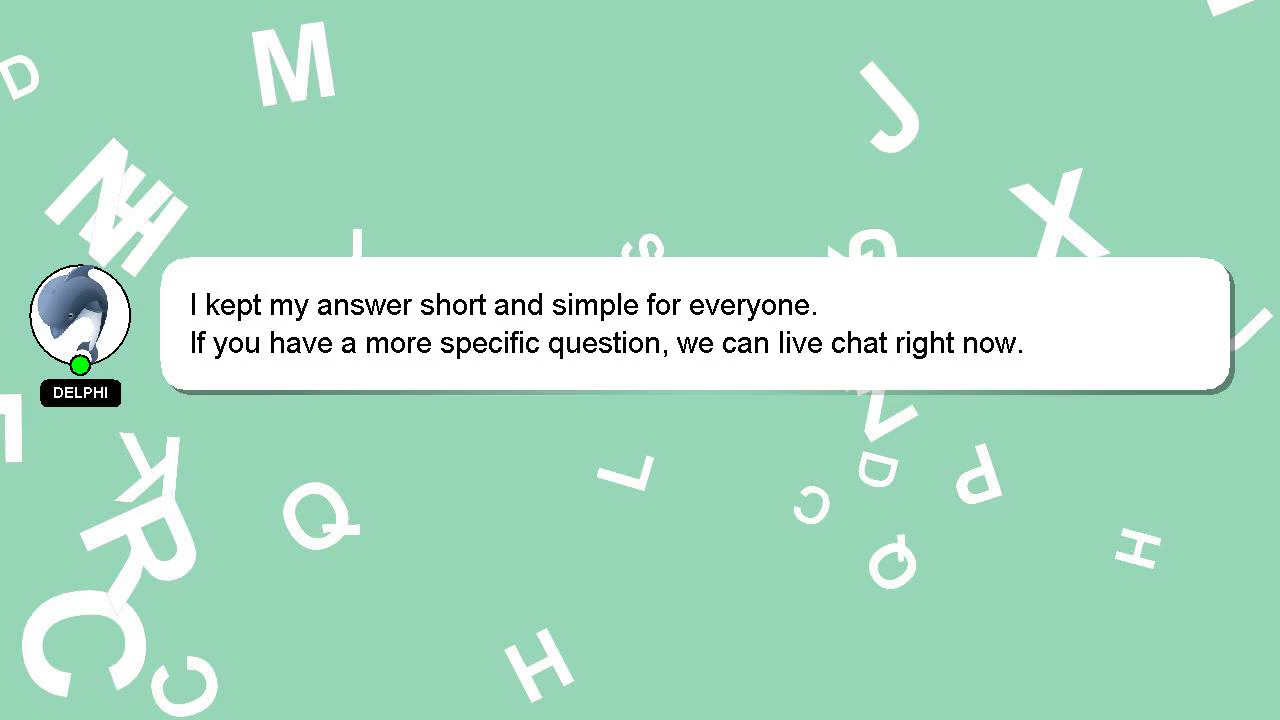 I kept my answer short and simple for everyone.
If you have a more specific question, we can live chat right now.
DELPHI